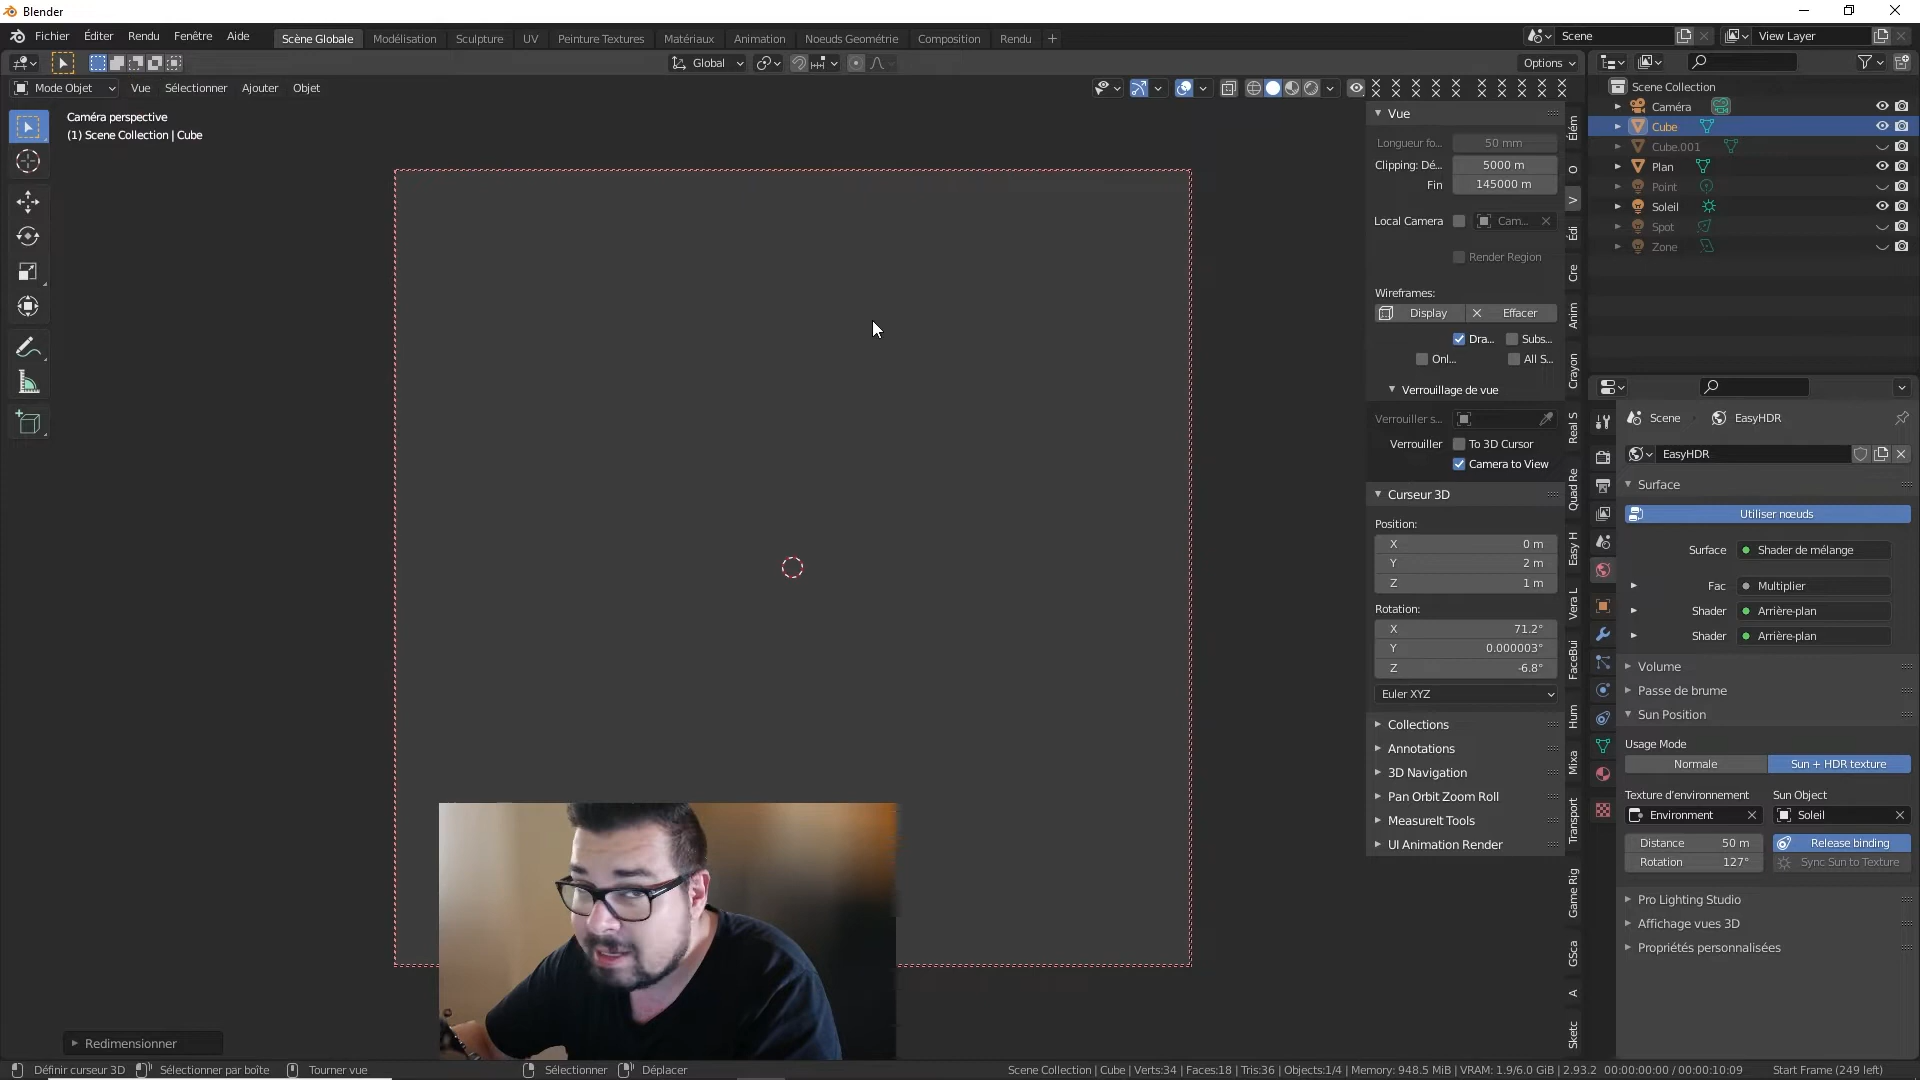 Blender
Fichier Éditer Rendu Fenêtre Aide Scène Globale Modélisation Sculpture UV Peinture Textures Matériaux Animation Noeuds Geométrie Composition Rendu + Scene View Layer
Global Options
Mode Objet Vue Sélectionner Ajouter Objet
Caméra perspective
(1) Scene Collection | Cube
Vue
Longueur fo... 50 mm
Clipping: Dé... 5000 m
Fin 145000 m
Local Camera Cam...
Render Region
Wireframes:
Display Effacer
Dra... Subs...
Onl... All S...
Verrouillage de vue
Verrouiller s...
Verrouiller To 3D Cursor
Camera to View
Curseur 3D
Position:
X 0 m
Y 2 m
Z 1 m
Rotation:
X 71.2°
Y 0.000003°
Z -6.8°
Euler XYZ
Collections
Annotations
3D Navigation
Pan Orbit Zoom Roll
MeasureIt Tools
UI Animation Render
Élém
O
V
Édi
Cre
Anim
Crayon
Real S
Quad Re
Easy H
Vera L
FaceBui
Hum
Mixa
Transport
Game Rig
GSca
A
Sketc
Scene Collection
Caméra
Cube
Cube.001
Plan
Point
Soleil
Spot
Zone
Scene EasyHDR
EasyHDR
Surface
Utiliser nœuds
Surface Shader de mélange
Fac Multiplier
Shader Arrière-plan
Shader Arrière-plan
Volume
Passe de brume
Sun Position
Usage Mode
Normale Sun + HDR texture
Texture d'environnement Sun Object
Environment Soleil
Distance 50 m Release binding
Rotation 127° Sync Sun to Texture
Pro Lighting Studio
Affichage vues 3D
Propriétés personnalisées
Redimensionner
Définir curseur 3D Sélectionner par boîte Tourner vue Sélectionner Déplacer Scene Collection | Cube | Verts:34 | Faces:18 | Tris:36 | Objects:1/4 | Memory: 948.5 MiB | VRAM: 1.9/6.0 GiB | 2.93.2 00:00:00:00 / 00:00:10:09 Start Frame (249 left)